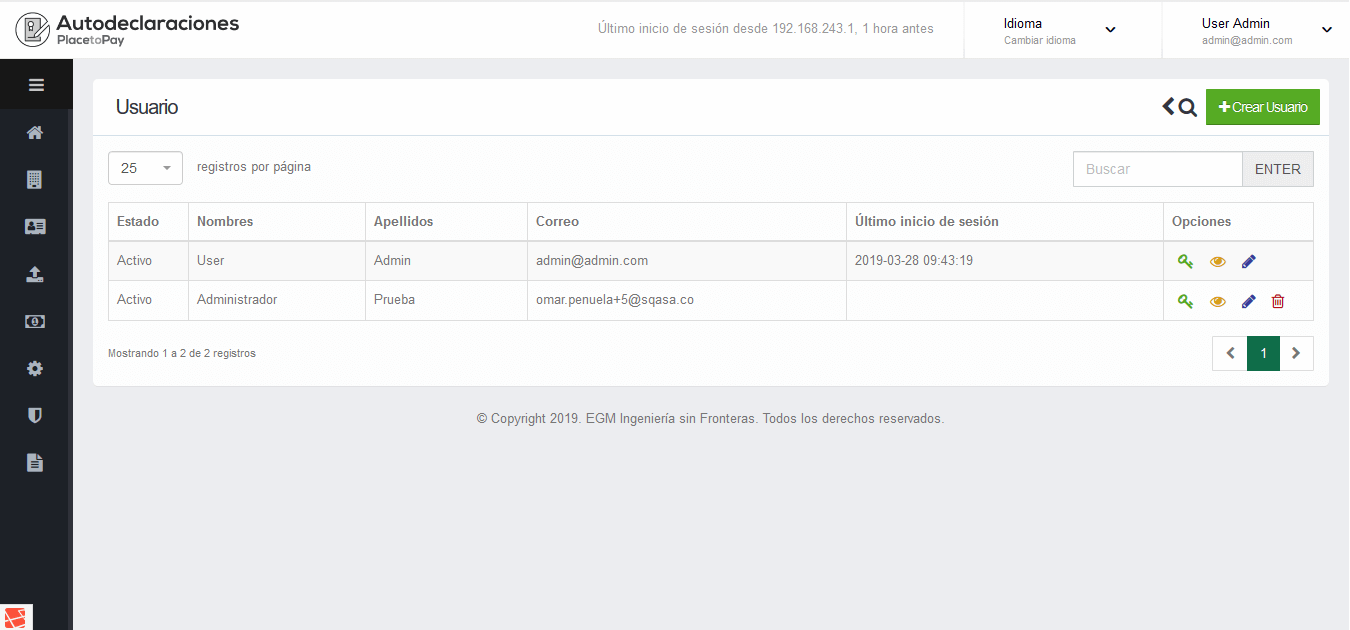 Autodeclaraciones
PlacetoPay
Último inicio de sesión desde 192.168.243.1, 1 hora antes
Idioma
Cambiar idioma
User Admin
admin@admin.com
Usuario
Crear Usuario
25 registros por página
Buscar ENTER
Estado Nombres Apellidos Correo Último inicio de sesión Opciones
Activo User Admin admin@admin.com 2019-03-28 09:43:19
Activo Administrador Prueba omar.penuela+5@sqasa.co
Mostrando 1 a 2 de 2 registros
1
© Copyright 2019. EGM Ingeniería sin Fronteras. Todos los derechos reservados.